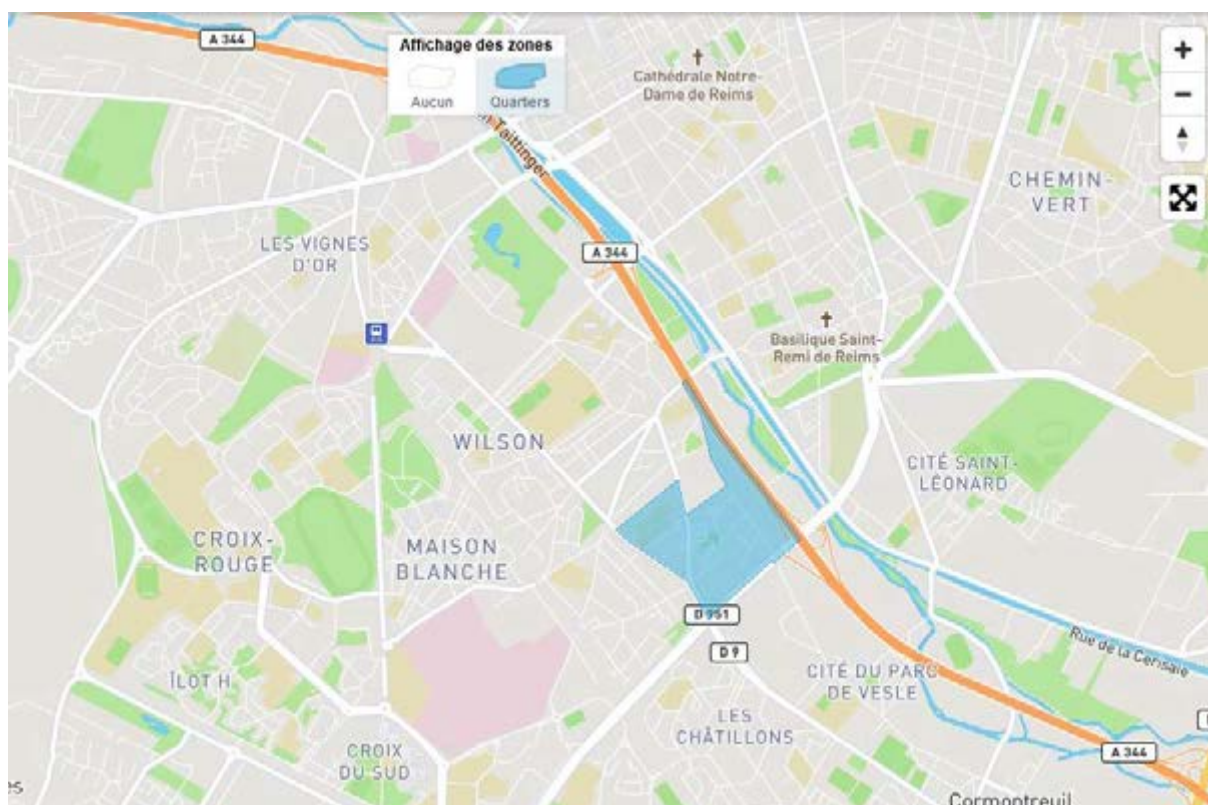 A 344
Affichage des zones
Aucun
Quartiers
Taittinger
Cathédrale Notre-
Dame de Reims
CHEMIN-
VERT
LES VIGNES
D'OR
A 344
Basilique Saint-
Remi de Reims
WILSON
CITÉ SAINT-
LÉONARD
CROIX-
ROUGE
MAISON
BLANCHE
D 951
D 9
Rue de la Cerisaie
CITÉ DU PARC
DE VESLE
ÎLOT H
LES
CHÂTILLONS
CROIX
DU SUD
A 344
Cormontreuil